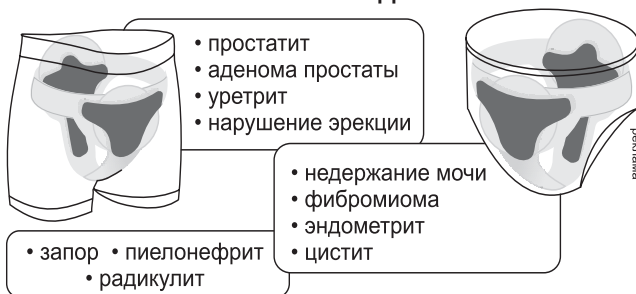 • простатит
• аденома простаты
• уретрит
• нарушение эрекции
• недержание мочи
• фибромиома
• эндометрит
• цистит
• запор • пиелонефрит
• радикулит
реклама